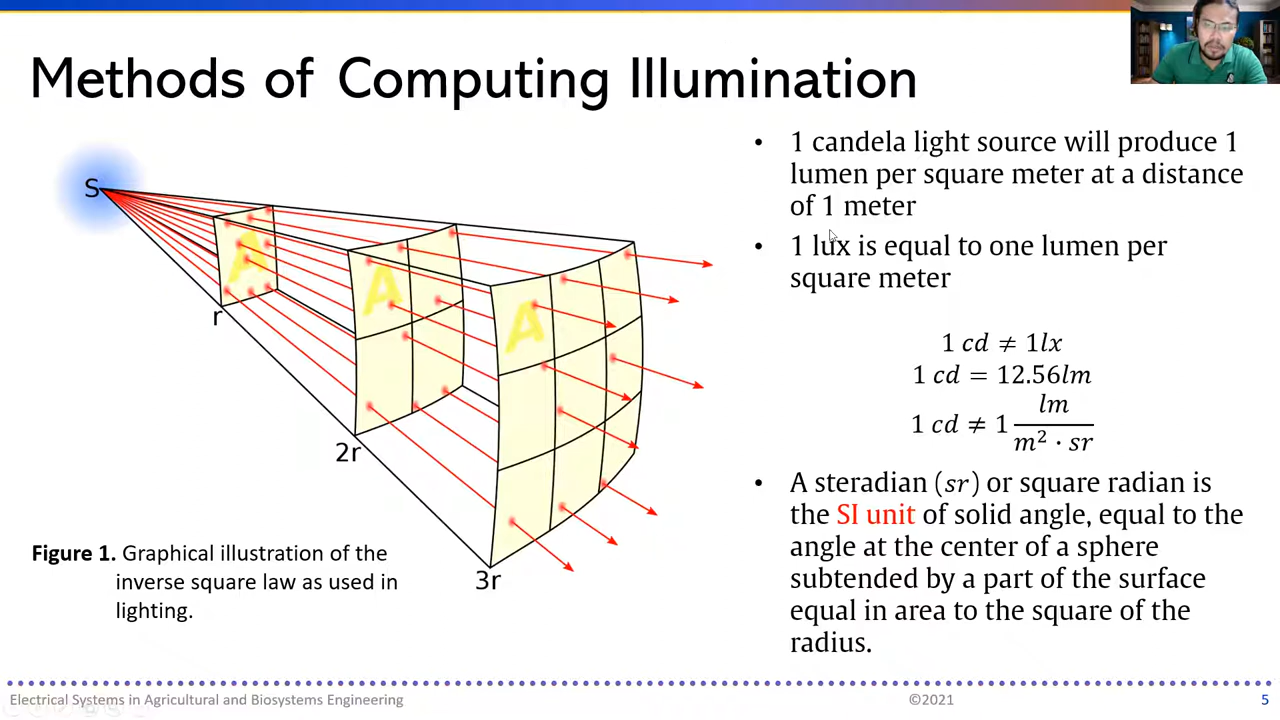 Methods of Computing Illumination
S
A
A
A
r
2r
3r
Figure 1. Graphical illustration of the
inverse square law as used in
lighting.
• 1 candela light source will produce 1
lumen per square meter at a distance
of 1 meter
• 1 lux is equal to one lumen per
square meter
1 cd ≠ 1lx
1 cd = 12.56lm
1 cd ≠ 1 lm / m² · sr
• A steradian (sr) or square radian is
the SI unit of solid angle, equal to the
angle at the center of a sphere
subtended by a part of the surface
equal in area to the square of the
radius.
Electrical Systems in Agricultural and Biosystems Engineering
©2021
5